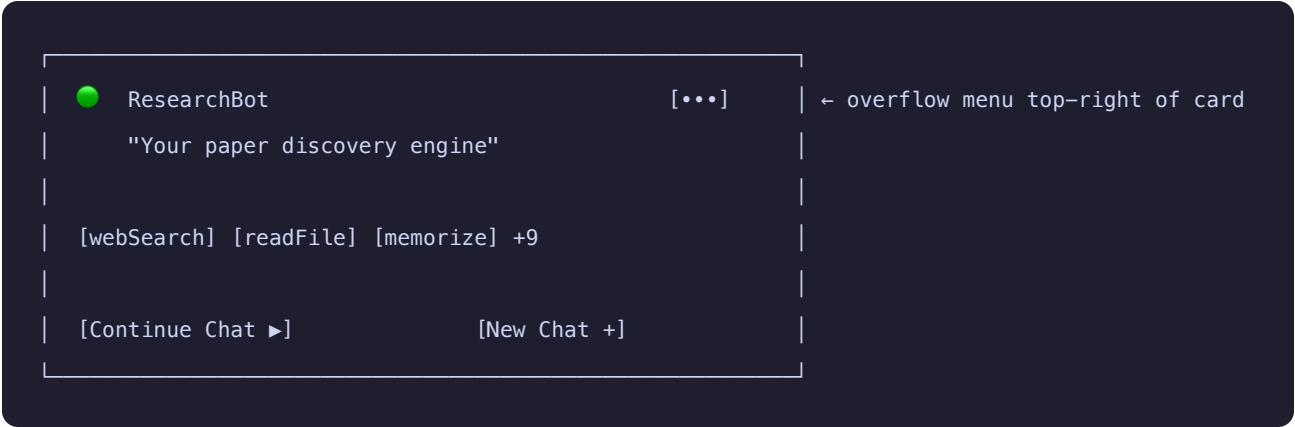 ResearchBot [•••] ← overflow menu top-right of card
"Your paper discovery engine"
[webSearch] [readFile] [memorize] +9
[Continue Chat ▶] [New Chat +]